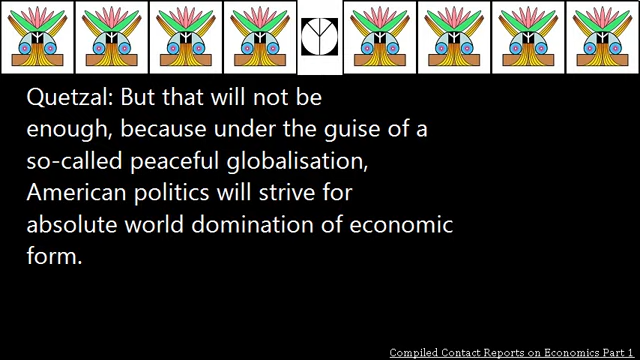 Quetzal: But that will not be
enough, because under the guise of a
so-called peaceful globalisation,
American politics will strive for
absolute world domination of economic
form.
Compiled Contact Reports on Economics Part 1